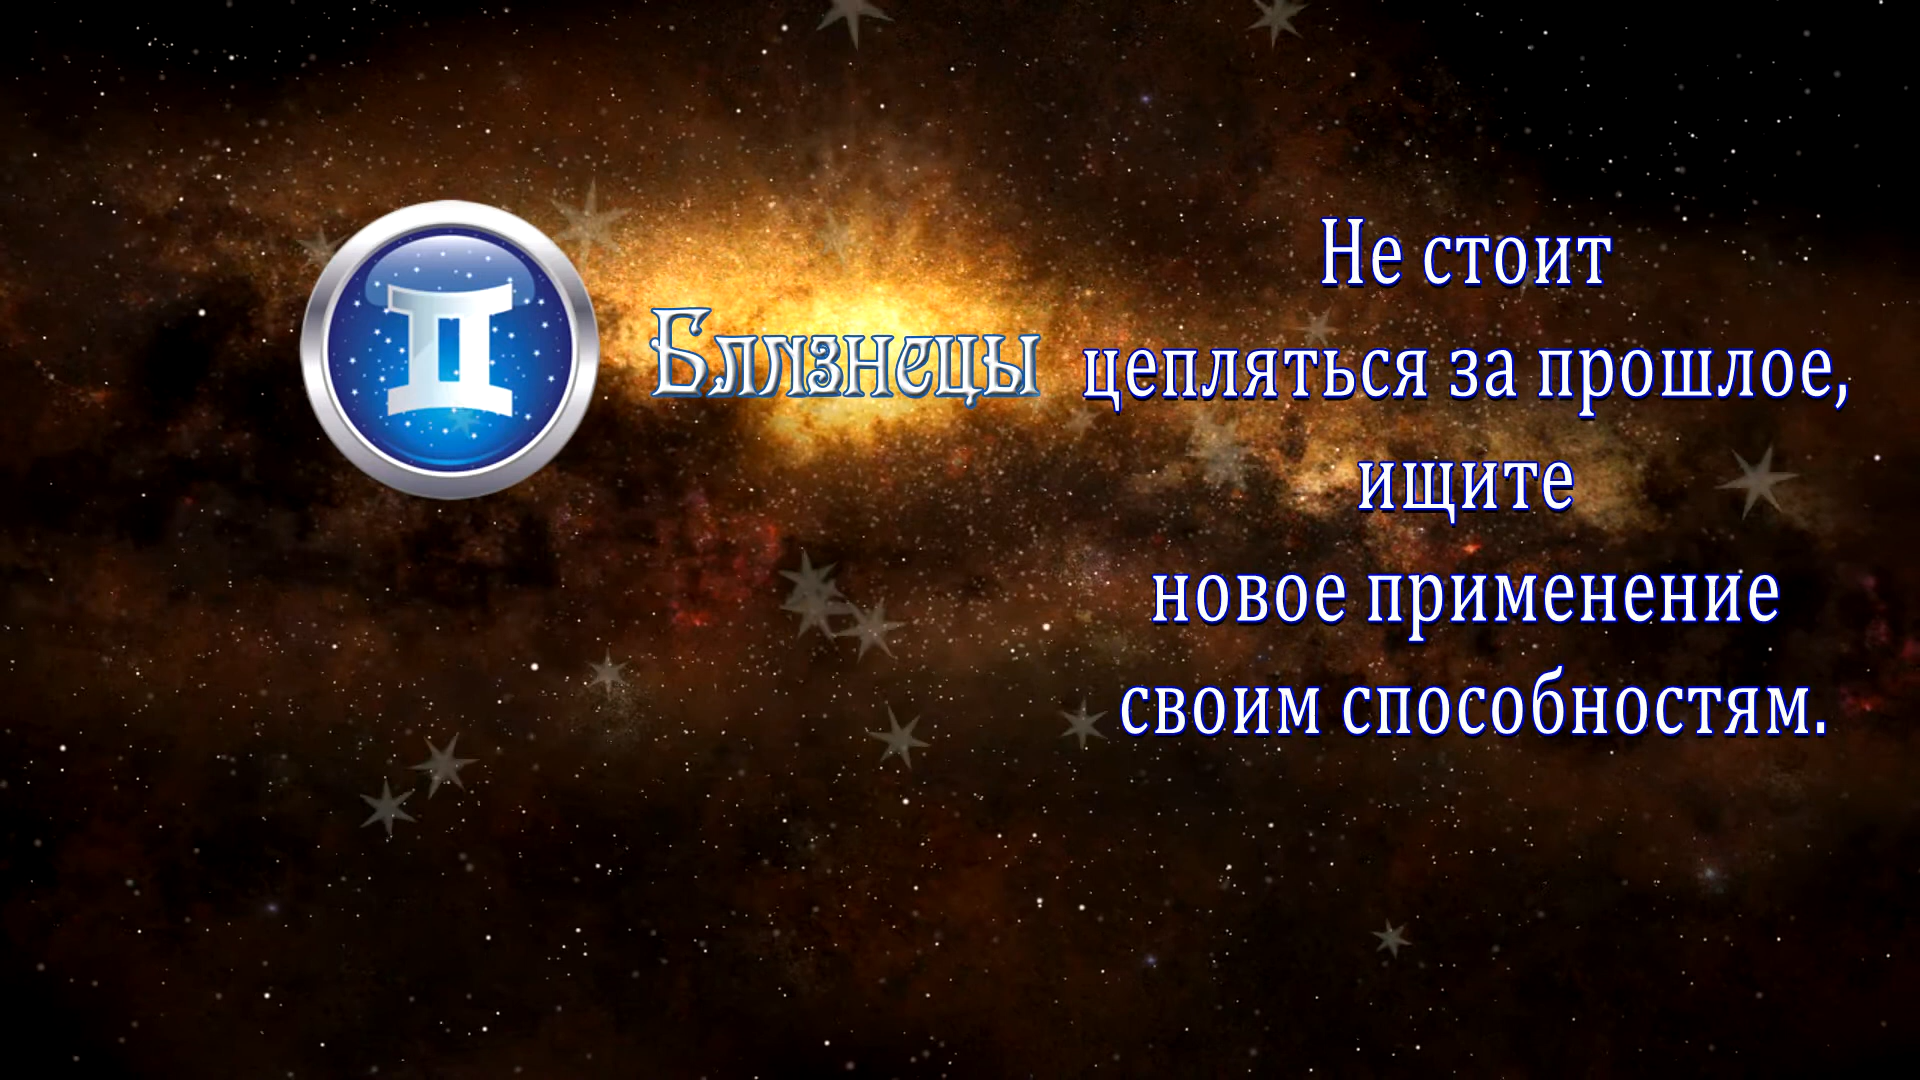 Близнецы
Не стоит
цепляться за прошлое,
ищите
новое применение
своим способностям.